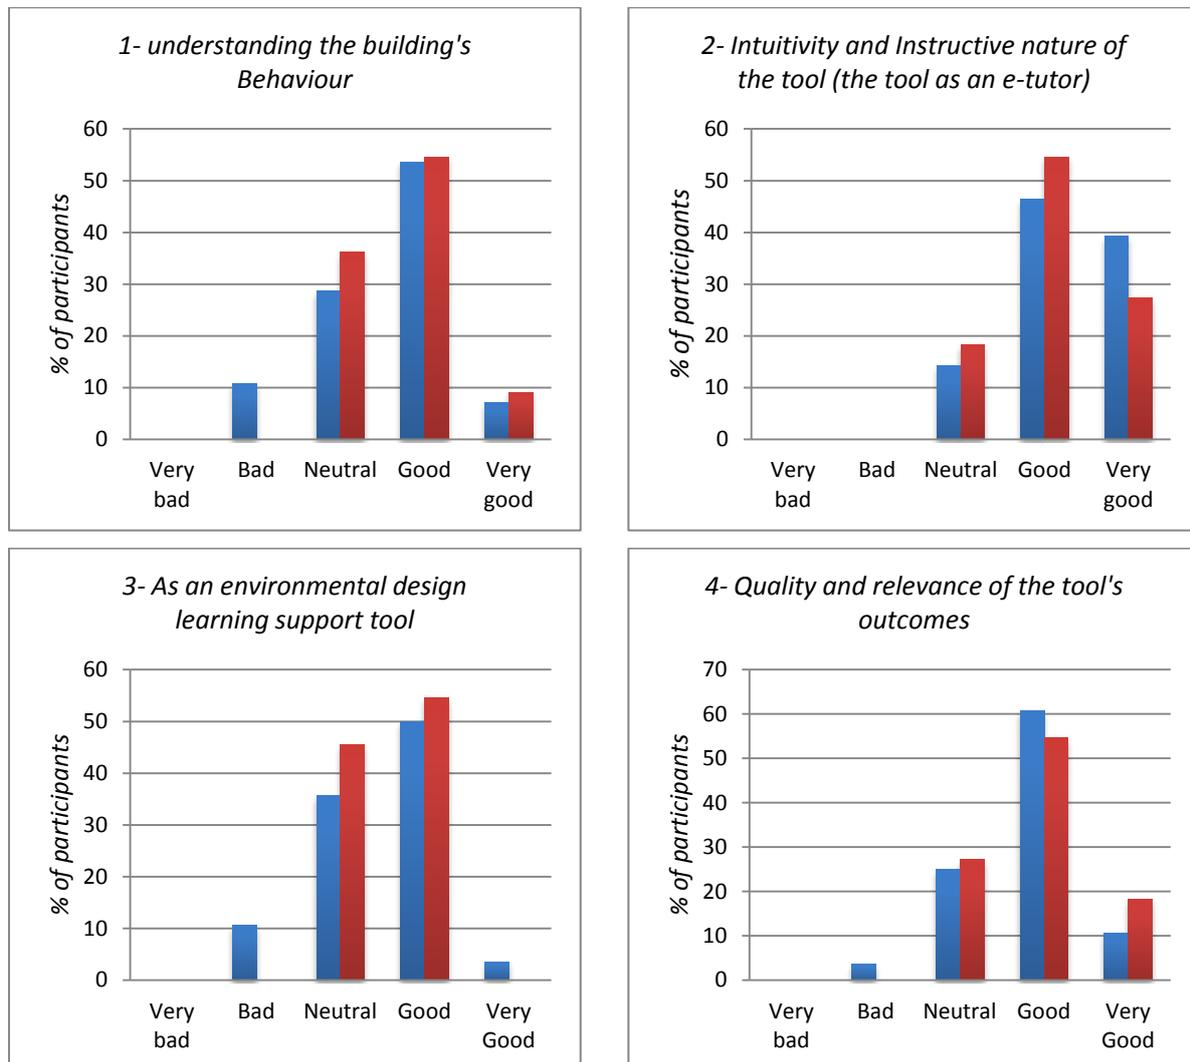 1- understanding the building's
Behaviour
% of participants
60
50
40
30
20
10
0
Very
bad
Bad
Neutral
Good
Very
good
2- Intuitivity and Instructive nature of
the tool (the tool as an e-tutor)
% of participants
60
50
40
30
20
10
0
Very
bad
Bad
Neutral
Good
Very
good
3- As an environmental design
learning support tool
% of participants
60
50
40
30
20
10
0
Very
bad
Bad
Neutral
Good
Very
Good
4- Quality and relevance of the tool's
outcomes
% of participants
70
60
50
40
30
20
10
0
Very
bad
Bad
Neutral
Good
Very
Good